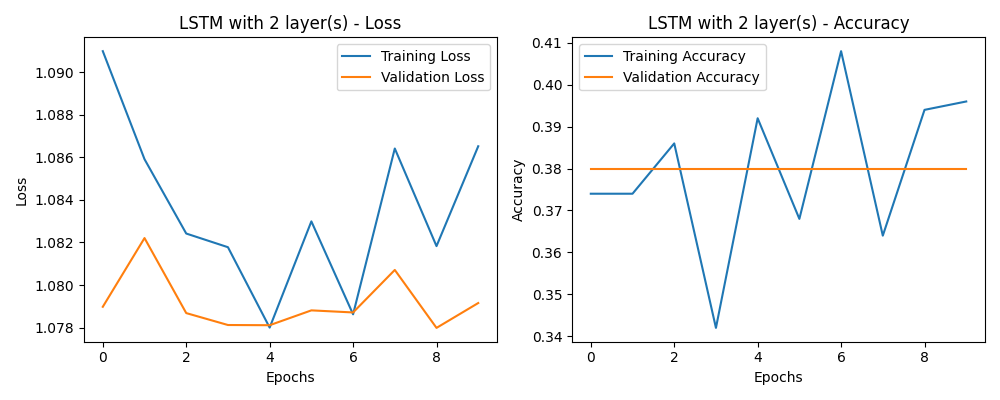 LSTM with 2 layer(s) - Loss
Training Loss
Validation Loss
1.090
1.088
1.086
1.084
1.082
1.080
1.078
Loss
0 2 4 6 8
Epochs
LSTM with 2 layer(s) - Accuracy
Training Accuracy
Validation Accuracy
0.41
0.40
0.39
0.38
0.37
0.36
0.35
0.34
Accuracy
0 2 4 6 8
Epochs